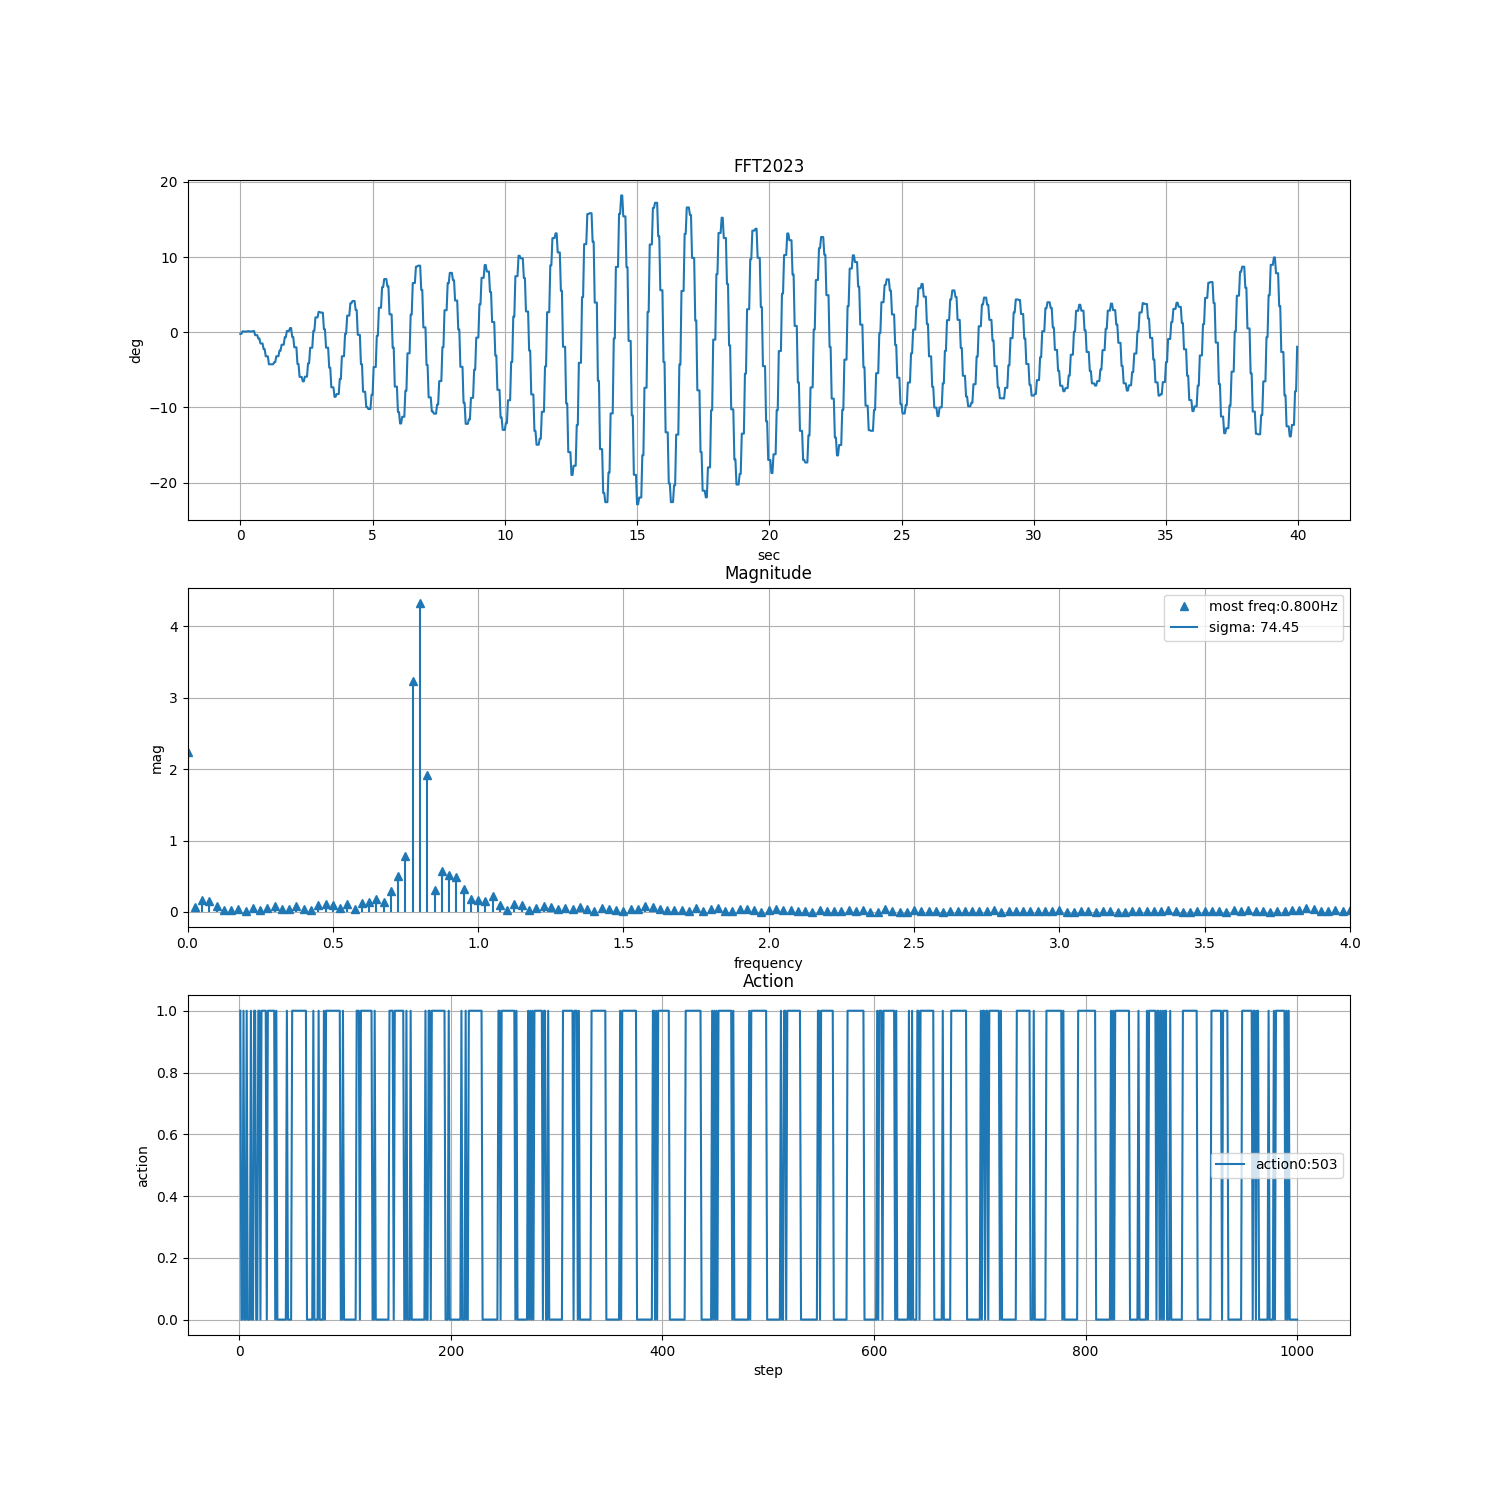 FFT2023
20
10
0
−10
−20
deg
0 5 10 15 20 25 30 35 40
sec
Magnitude
most freq:0.800Hz
sigma: 74.45
4
3
2
1
0
mag
0.0 0.5 1.0 1.5 2.0 2.5 3.0 3.5 4.0
frequency
Action
1.0
0.8
0.6
0.4
0.2
0.0
action
action0:503
0 200 400 600 800 1000
step